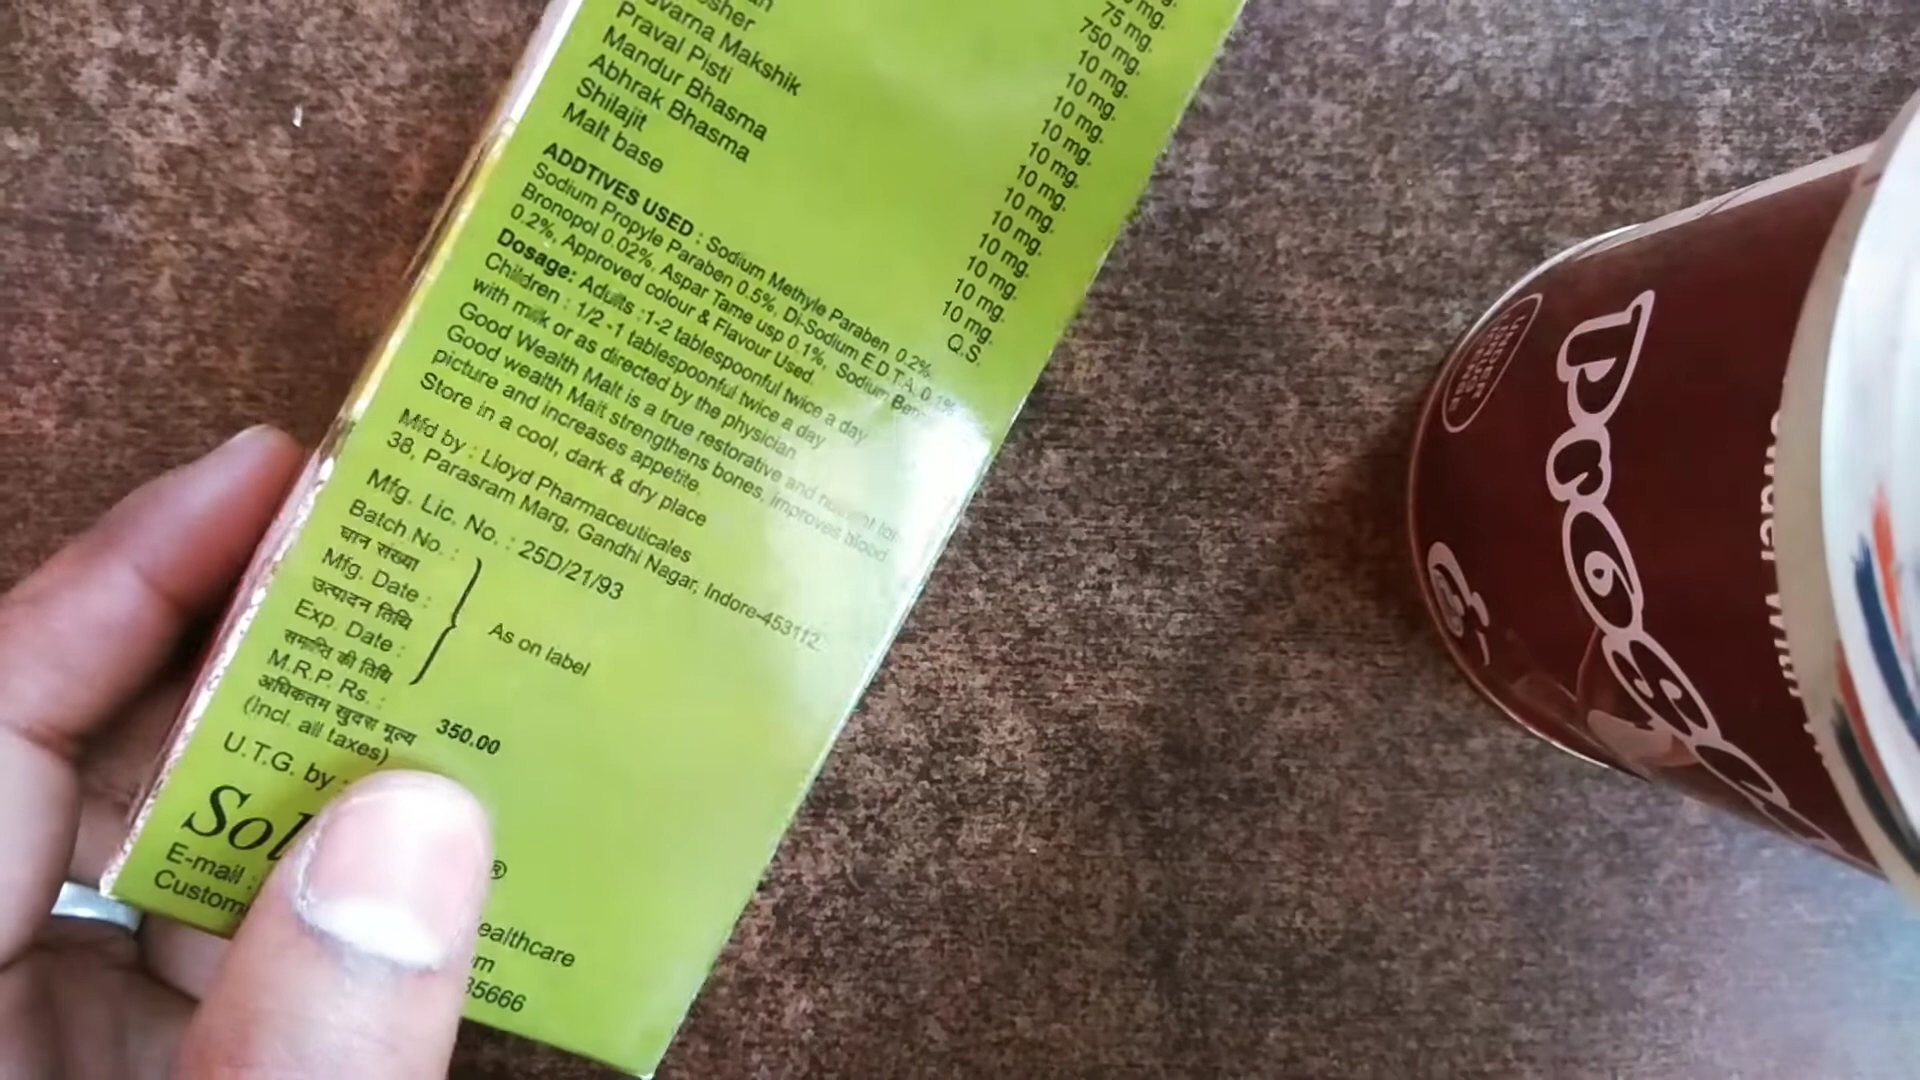 Makshik
Praval Pisti
Mandur Bhasma
Abhrak Bhasma
Shilajit
Malt base
75 mg.
750 mg.
10 mg.
10 mg.
10 mg.
10 mg.
10 mg.
10 mg.
10 mg.
10 mg.
10 mg.
10 mg.
10 mg.
10 mg.
Q.S.
ADDTIVES USED : Sodium Methyle Paraben 0.2%
Sodium Propyle Paraben 0.5%, Di-Sodium E.D.T.A. 0.1%
Bronopol 0.02%, Aspar Tame usp 0.1%, Sodium
0.2%, Approved colour & Flavour Used.
Dosage: Adults :1-2 tablespoonful twice a day
Children : 1/2 -1 tablespoonful twice a day
with milk or as directed by the physician
Good Wealth Malt is a true restorative and
Good wealth Malt strengthens bones, improves blood
picture and increases appetite.
Store in a cool, dark & dry place
Mfd by : Lloyd Pharmaceuticales
38, Parasram Marg, Gandhi Nagar, Indore-453112.
Mfg. Lic. No. : 25D/21/93
Batch No. :
घान संख्या
Mfg. Date :
उत्पादन तिथि
Exp. Date :
समाप्ति की तिथि
As on label
M.R.P. Rs. :
अधिकतम खुदरा मूल्य
350.00
(Incl. all taxes)
U.T.G. by :
®
E-mail :
35666